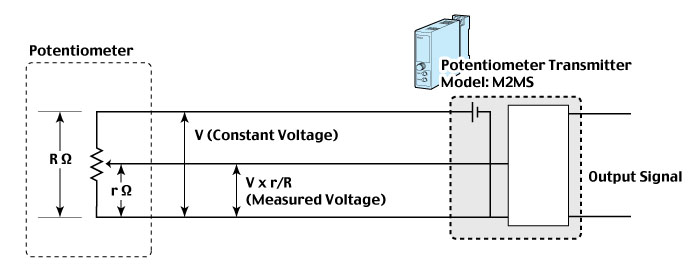 Potentiometer
Potentiometer Transmitter
Model: M2MS
V (Constant Voltage)
R Ω
r Ω
V x r/R
(Measured Voltage)
Output Signal